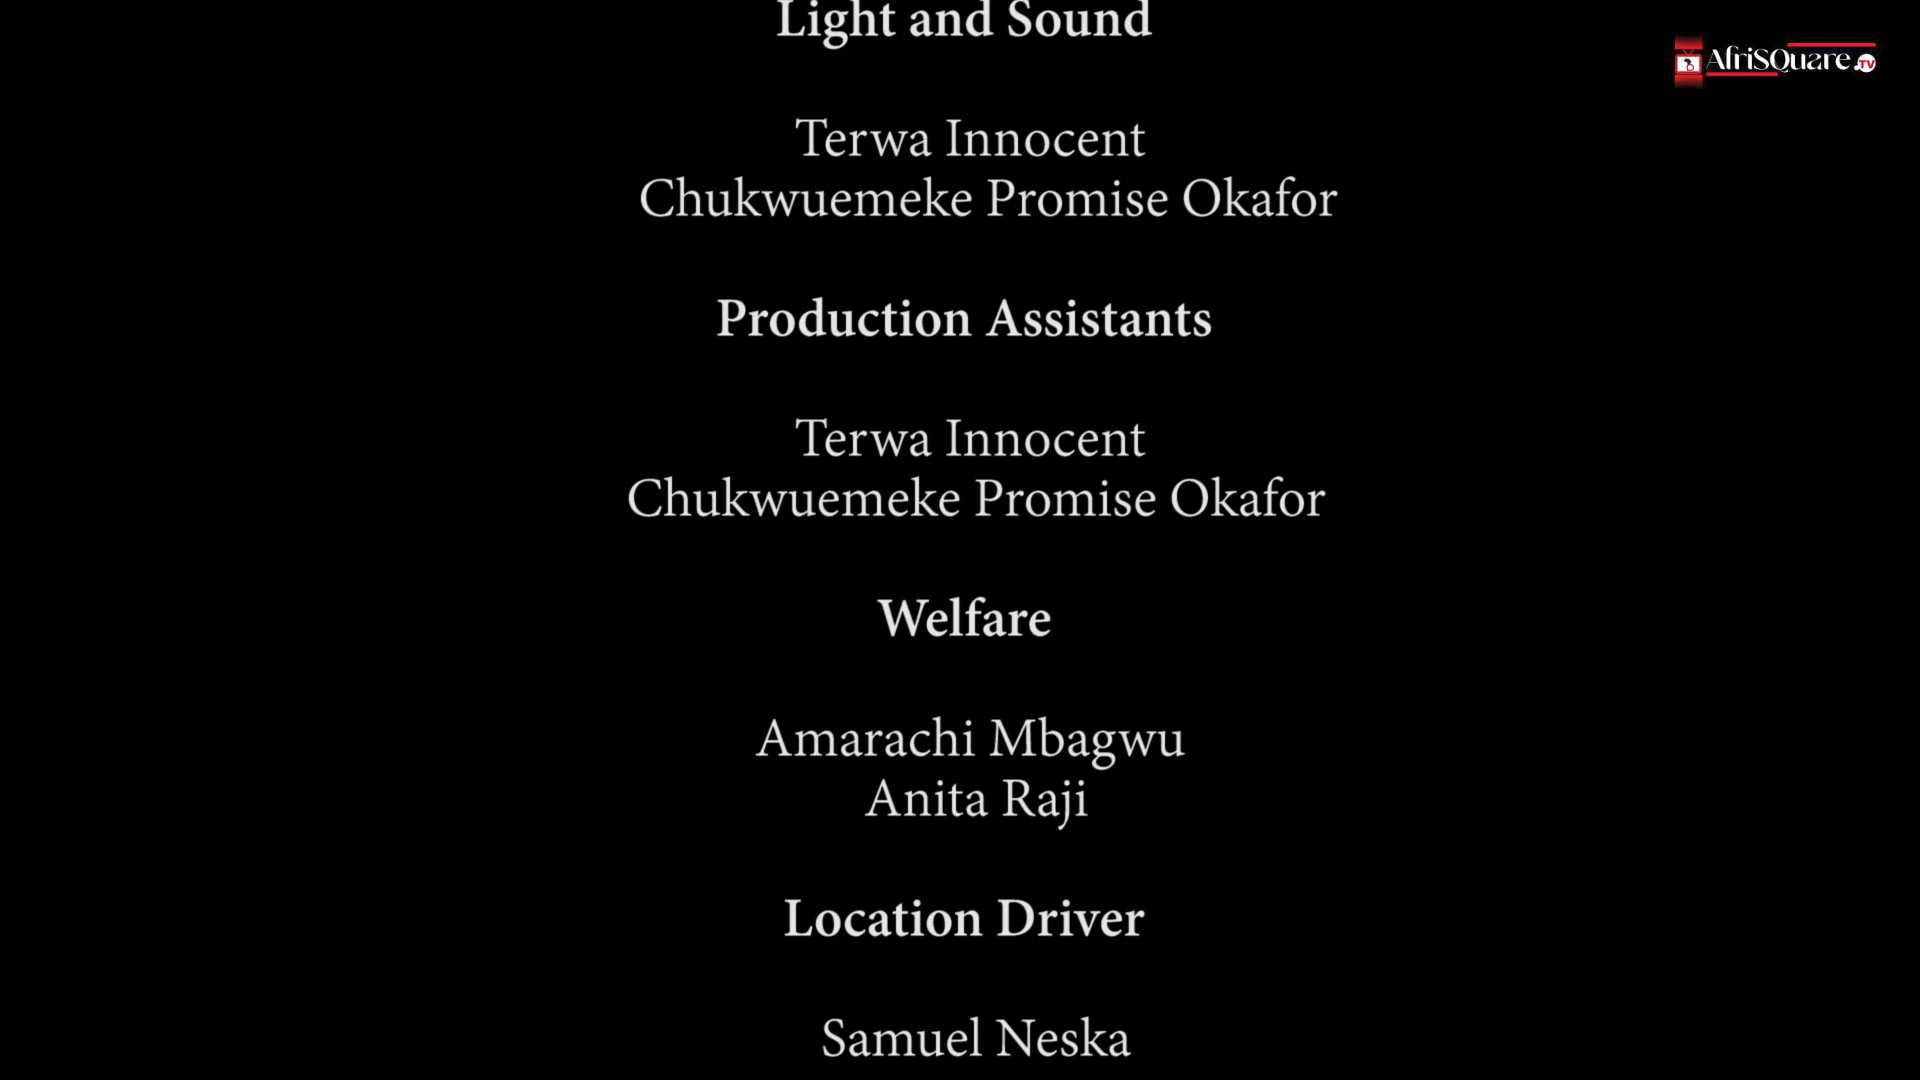 Light and Sound
AfriSQuare.TV
Terwa Innocent
Chukwuemeke Promise Okafor
Production Assistants
Terwa Innocent
Chukwuemeke Promise Okafor
Welfare
Amarachi Mbagwu
Anita Raji
Location Driver
Samuel Neska